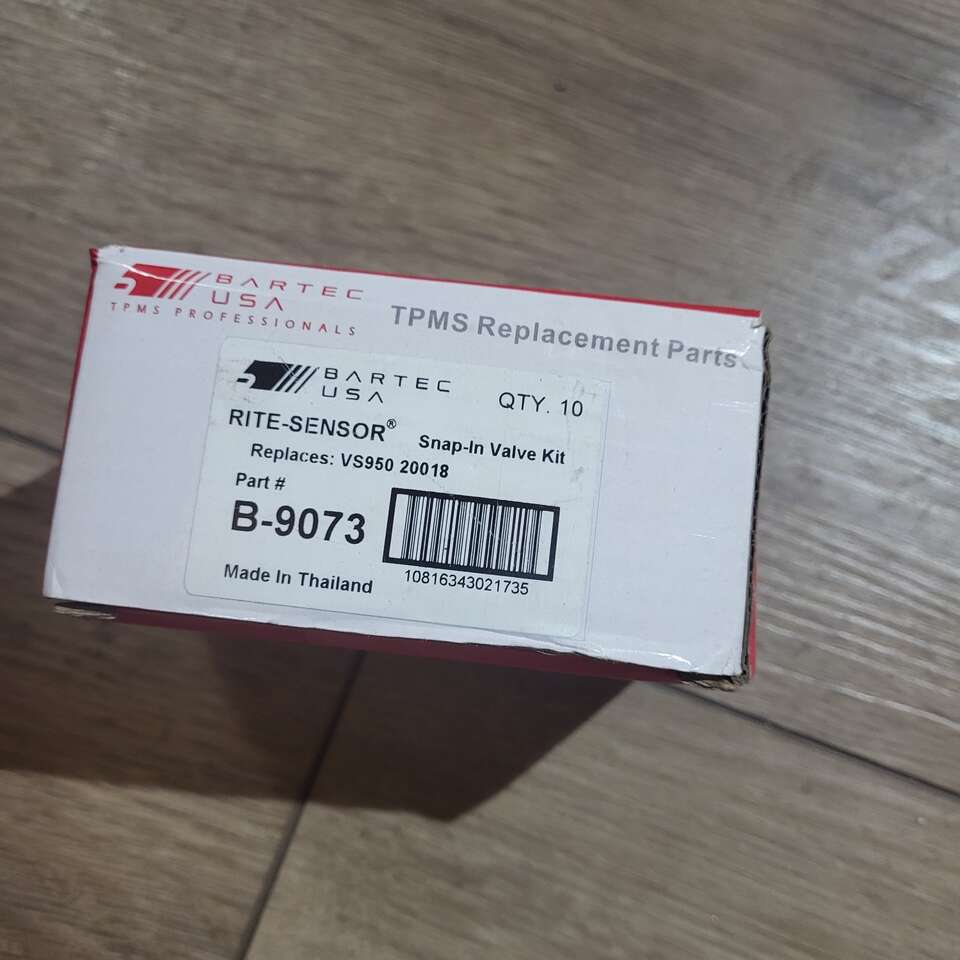 BARTEC
USA
TPMS PROFESSIONALS
TPMS Replacement Parts
BARTEC
USA
QTY. 10
RITE-SENSOR® Snap-In Valve Kit
Replaces: VS950 20018
Part #
B-9073
Made In Thailand
10816343021735